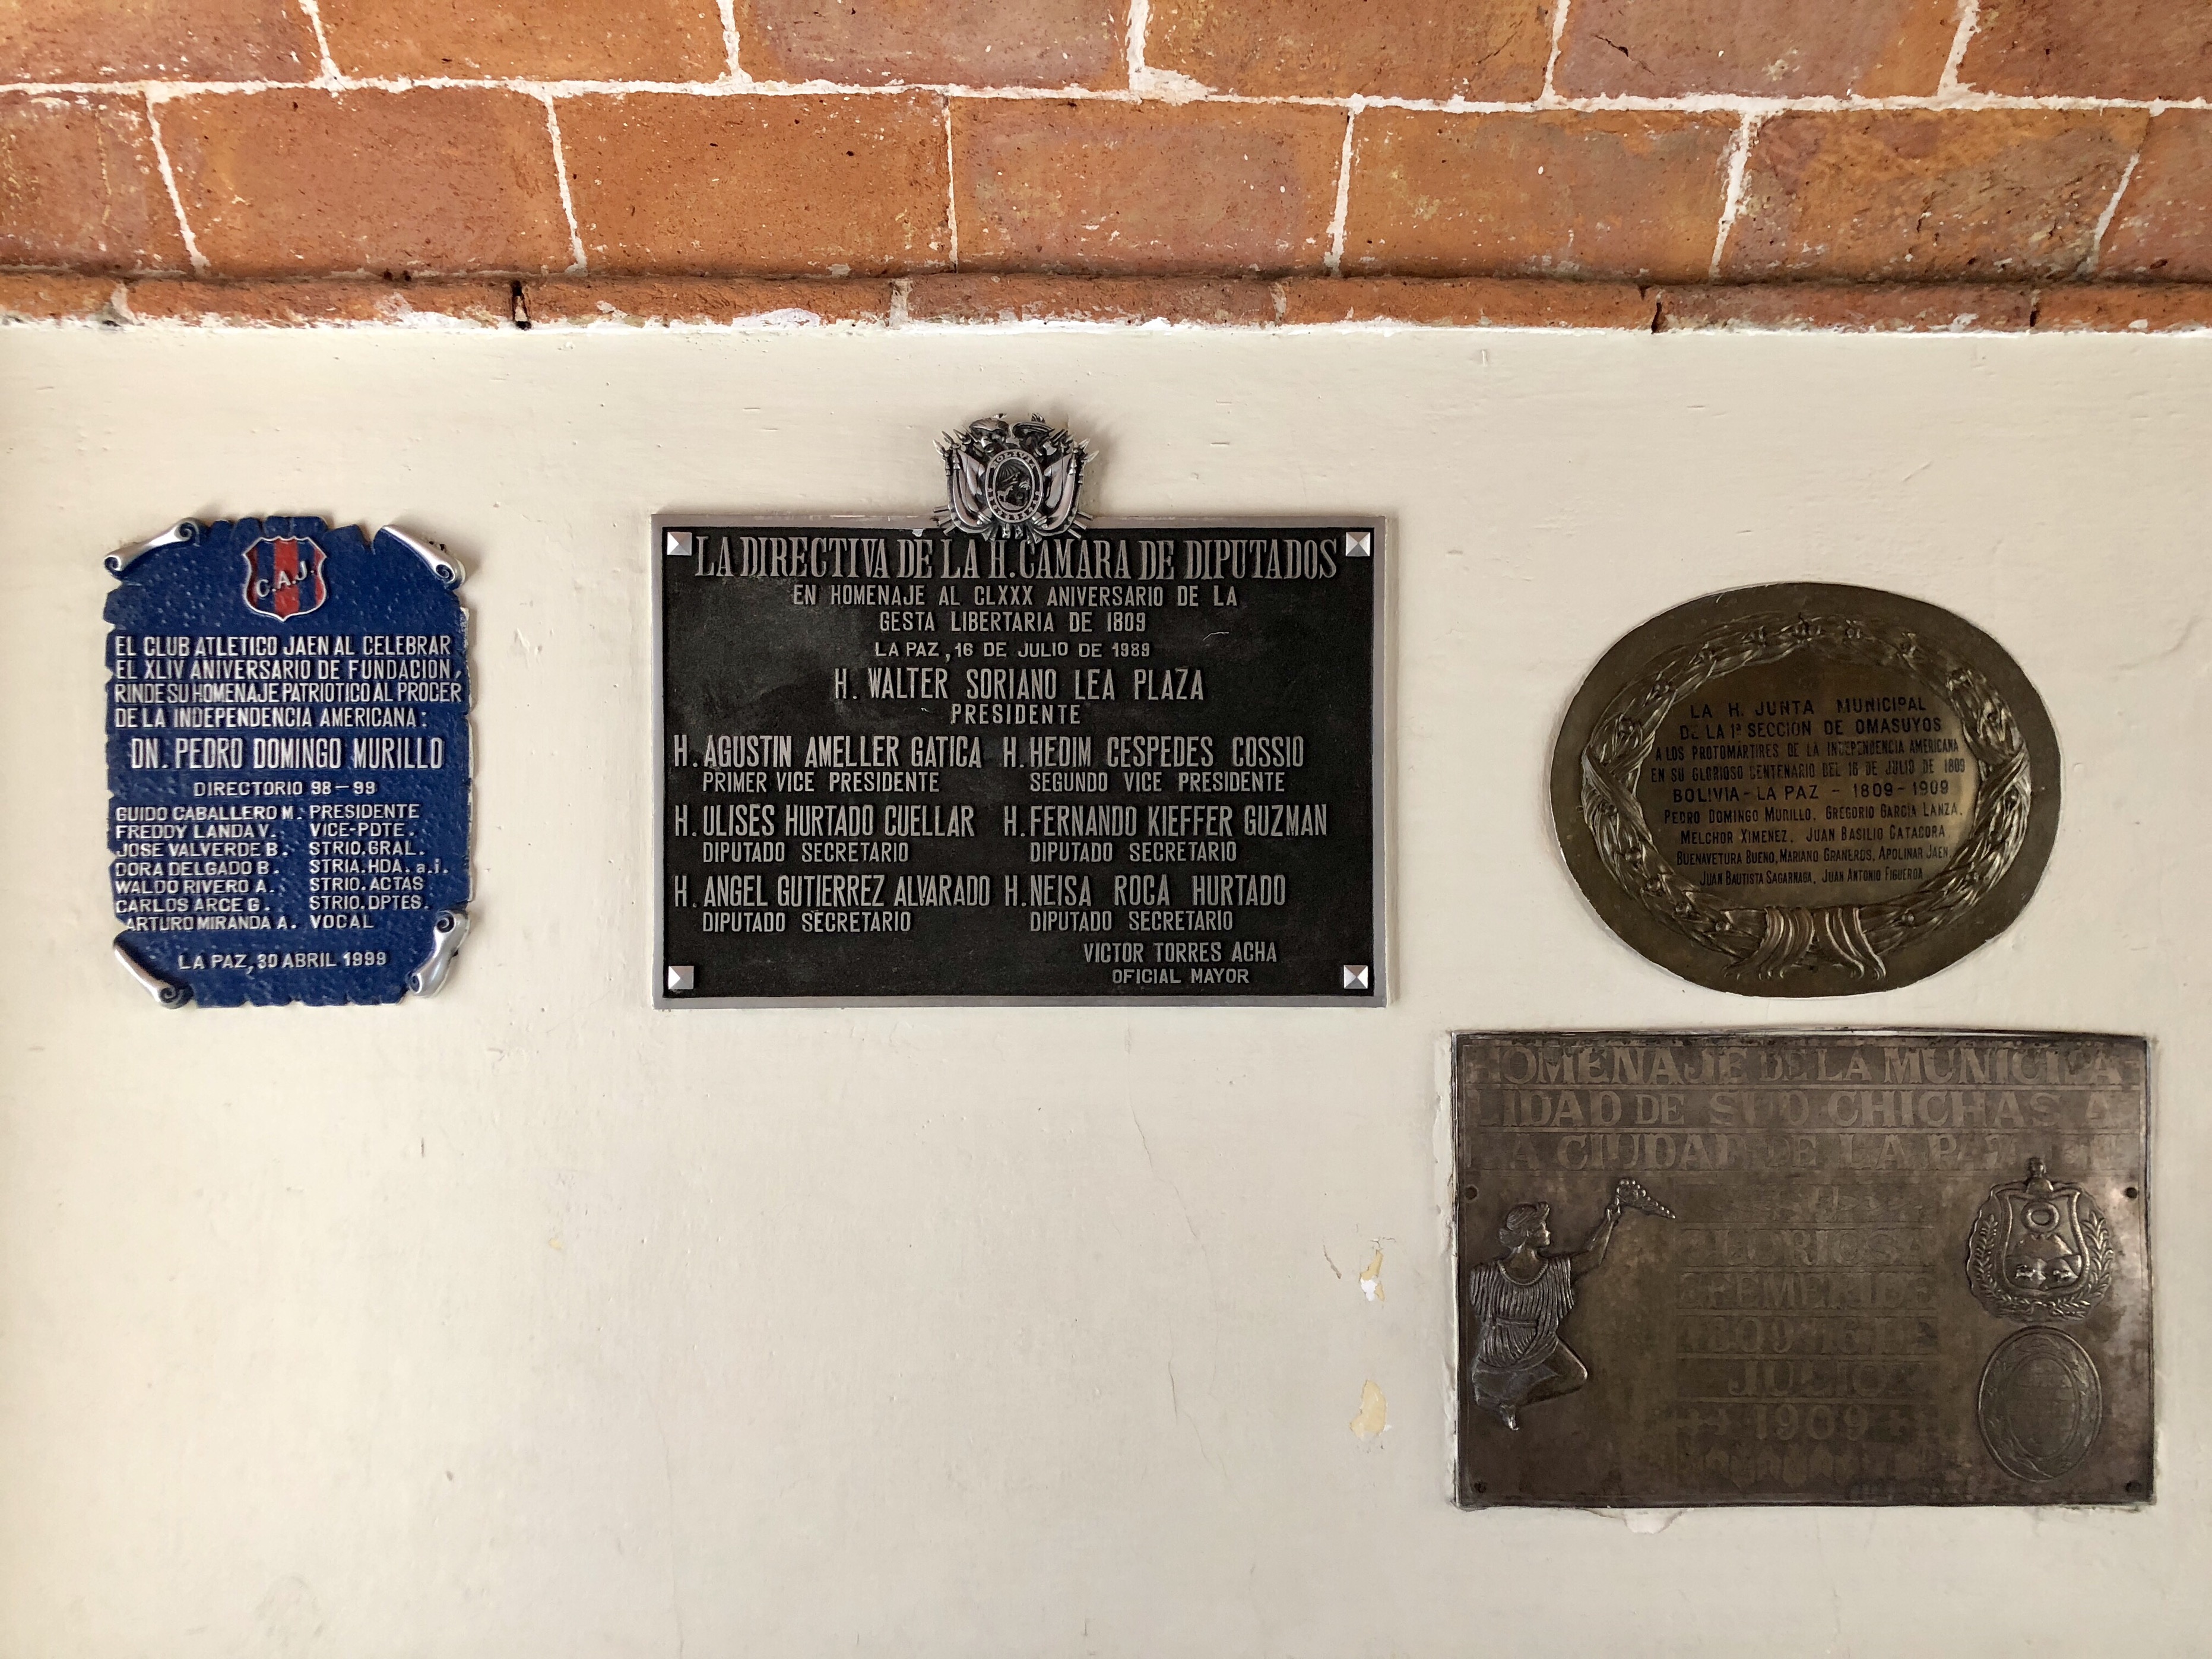 C.A.J.
EL CLUB ATLETICO JAEN AL CELEBRAR
EL XLIV ANIVERSARIO DE FUNDACION,
RINDE SU HOMENAJE PATRIOTICO AL PROCER
DE LA INDEPENDENCIA AMERICANA:
DN. PEDRO DOMINGO MURILLO
DIRECTORIO 98-99
GUIDO CABALLERO M. PRESIDENTE
FREDDY LANDA V. VICE-PDTE.
JOSE VALVERDE B. STRIO. GRAL.
DORA DELGADO B. STRIA. HDA. a.i.
WALDO RIVERO A. STRIO. ACTAS
CARLOS ARCE G. STRIO. DPTES.
ARTURO MIRANDA A. VOCAL
LA PAZ, 30 ABRIL 1999
BOLIVIA
LA DIRECTIVA DE LA H. CAMARA DE DIPUTADOS
EN HOMENAJE AL CLXXX ANIVERSARIO DE LA
GESTA LIBERTARIA DE 1809
LA PAZ, 16 DE JULIO DE 1989
H. WALTER SORIANO LEA PLAZA
PRESIDENTE
H. AGUSTIN AMELLER GATICA H. HEDIM CESPEDES COSSIO
PRIMER VICE PRESIDENTE SEGUNDO VICE PRESIDENTE
H. ULISES HURTADO CUELLAR H. FERNANDO KIEFFER GUZMAN
DIPUTADO SECRETARIO DIPUTADO SECRETARIO
H. ANGEL GUTIERREZ ALVARADO H. NEISA ROCA HURTADO
DIPUTADO SECRETARIO DIPUTADO SECRETARIO
VICTOR TORRES ACHA
OFICIAL MAYOR
LA H. JUNTA MUNICIPAL
DE LA 1ª SECCIÓN DE OMASUYOS
A LOS PROTOMÁRTIRES DE LA INDEPENDENCIA AMERICANA
EN SU GLORIOSO CENTENARIO DEL 16 DE JULIO DE 1809
BOLIVIA - LA PAZ - 1809 - 1909
PEDRO DOMINGO MURILLO, GREGORIO GARCÍA LANZA,
MELCHOR XIMENEZ, JUAN BASILIO CATACORA
BUENAVETURA BUENO, MARIANO GRANEROS, APOLINAR JAEN,
JUAN BAUTISTA SAGARNAGA, JUAN ANTONIO FIGUEROA
HOMENAJE DE LA MUNICIPA
LIDAD DE SUD CHICHAS A
LA CIUDAD DE LA PAZ
GLORIOSA
EFEMERIDE
1809 16 DE
JULIO
1909